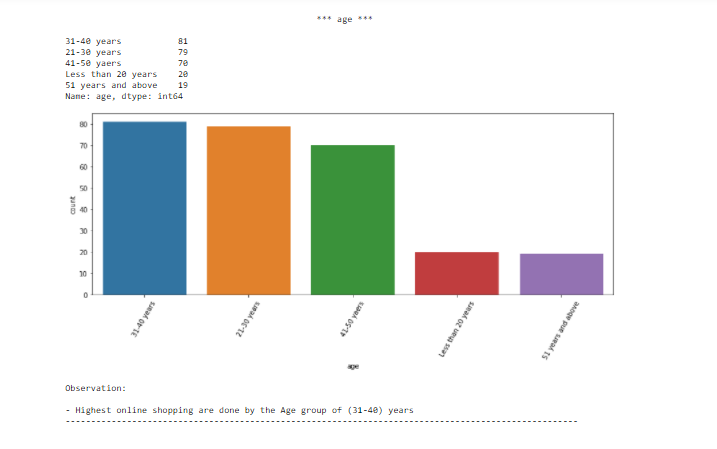 *** age ***
31-40 years 81
21-30 years 79
41-50 yaers 70
Less than 20 years 20
51 years and above 19
Name: age, dtype: int64
80
70
60
50
40
30
20
10
0
count
31-40 years
21-30 years
41-50 yaers
Less than 20 years
51 years and above
age
Observation:
- Highest online shopping are done by the Age group of (31-40) years
--------------------------------------------------------------------------------------------------------